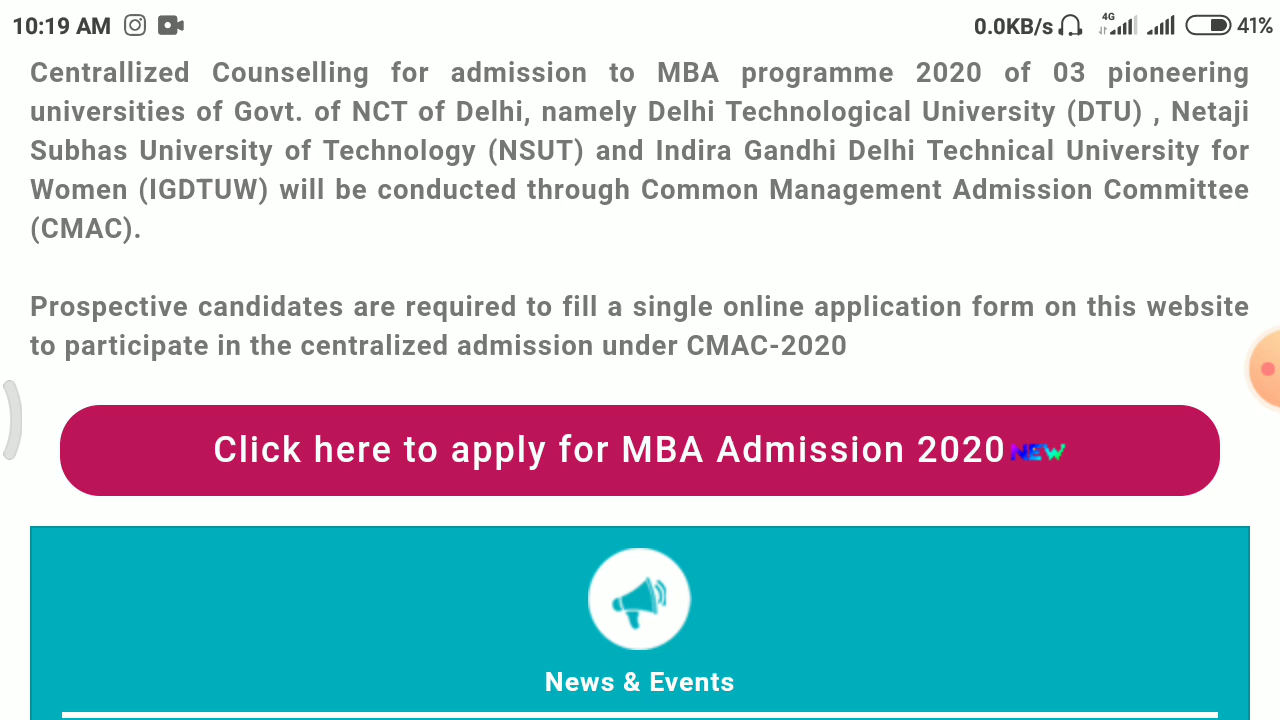 10:19 AM 0.0KB/s 4G 41%
Centrallized Counselling for admission to MBA programme 2020 of 03 pioneering
universities of Govt. of NCT of Delhi, namely Delhi Technological University (DTU) , Netaji
Subhas University of Technology (NSUT) and Indira Gandhi Delhi Technical University for
Women (IGDTUW) will be conducted through Common Management Admission Committee
(CMAC).
Prospective candidates are required to fill a single online application form on this website
to participate in the centralized admission under CMAC-2020
Click here to apply for MBA Admission 2020 NEW
News & Events